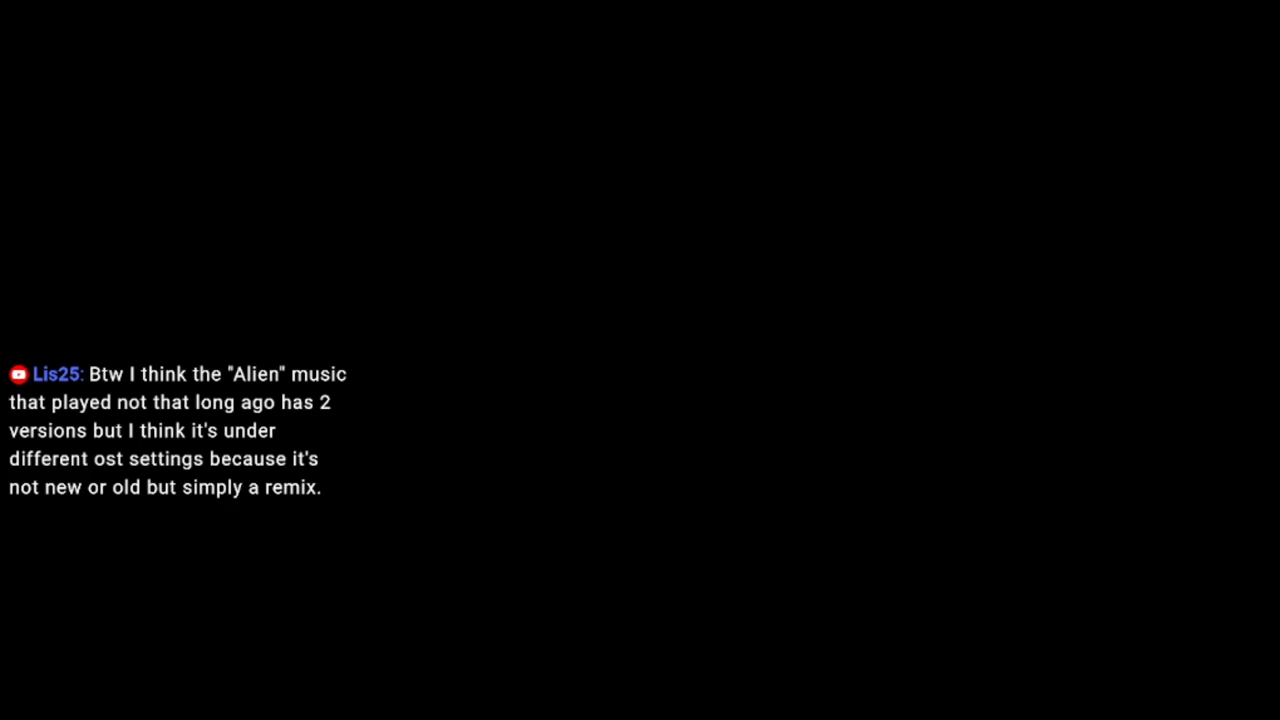 Lis25: Btw I think the "Alien" music
that played not that long ago has 2
versions but I think it's under
different ost settings because it's
not new or old but simply a remix.